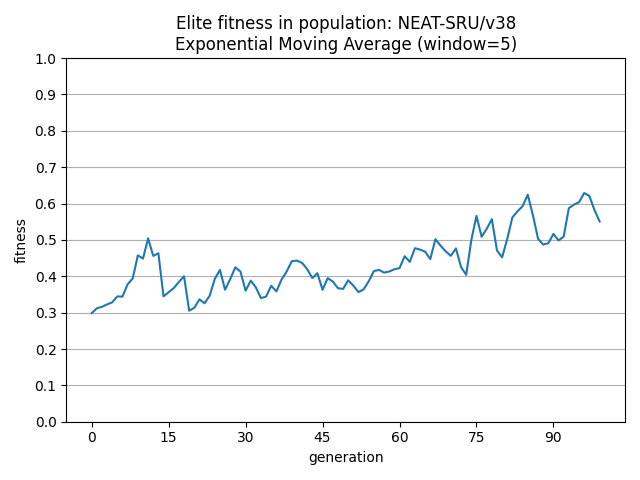 Elite fitness in population: NEAT-SRU/v38
Exponential Moving Average (window=5)
1.0
0.9
0.8
0.7
0.6
0.5
0.4
0.3
0.2
0.1
0.0
fitness
0 15 30 45 60 75 90
generation